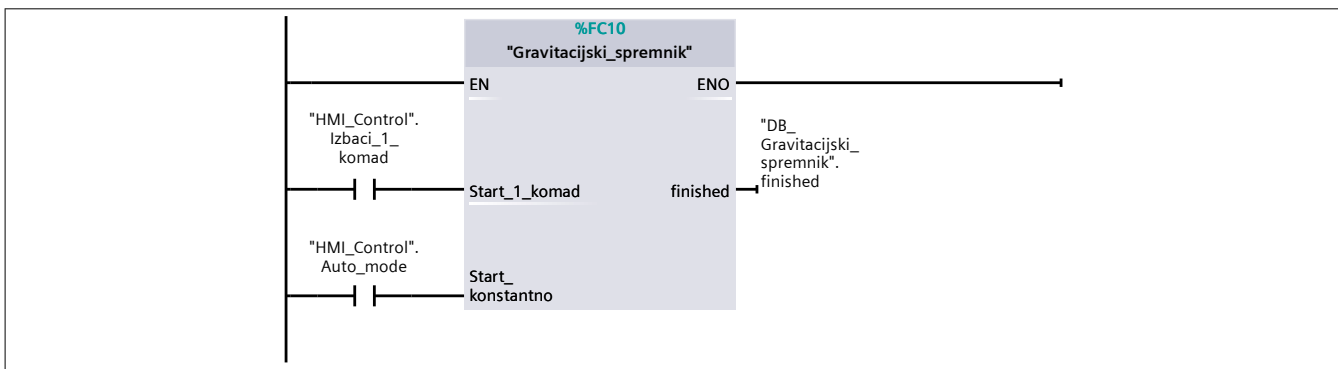 %FC10
"Gravitacijski_spremnik"
EN
ENO
"HMI_Control".
Izbaci_1_
komad
Start_1_komad
finished
"DB_
Gravitacijski_
spremnik".
finished
"HMI_Control".
Auto_mode
Start_
konstantno